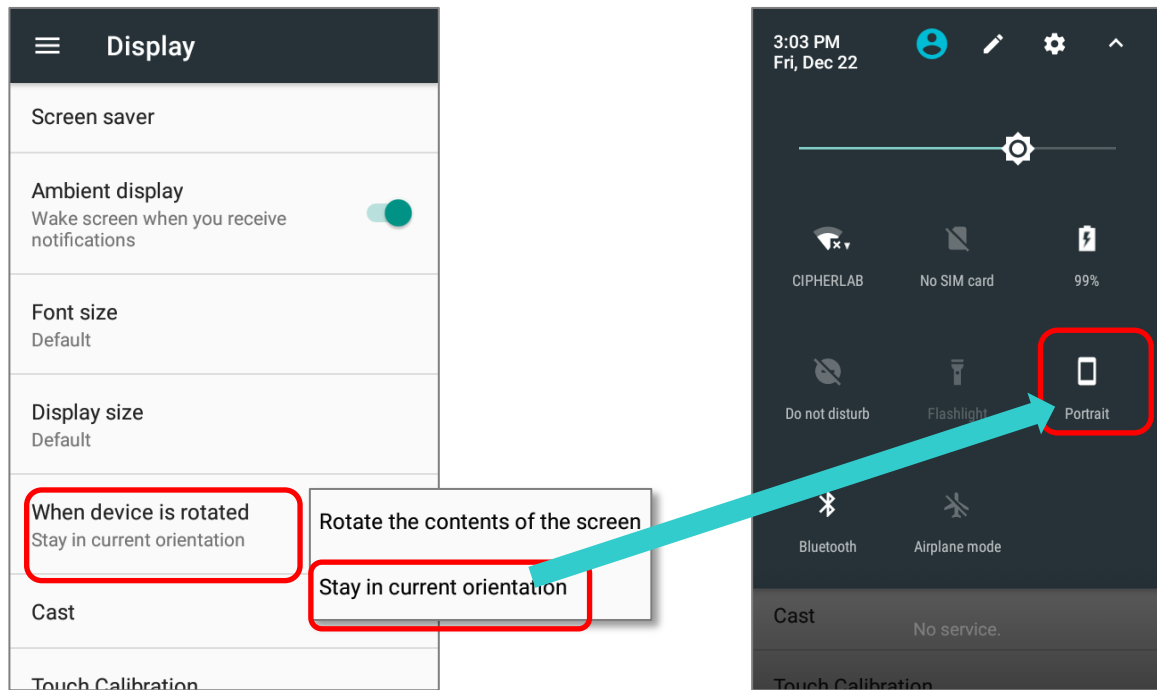 Display
Screen saver
Ambient display
Wake screen when you receive
notifications
Font size
Default
Display size
Default
When device is rotated
Stay in current orientation
Cast
Touch Calibration
Rotate the contents of the screen
Stay in current orientation
3:03 PM
Fri, Dec 22
CIPHERLAB
No SIM card
99%
Do not disturb
Flashlight
Portrait
Bluetooth
Airplane mode
Cast
No service.
Touch Calibration